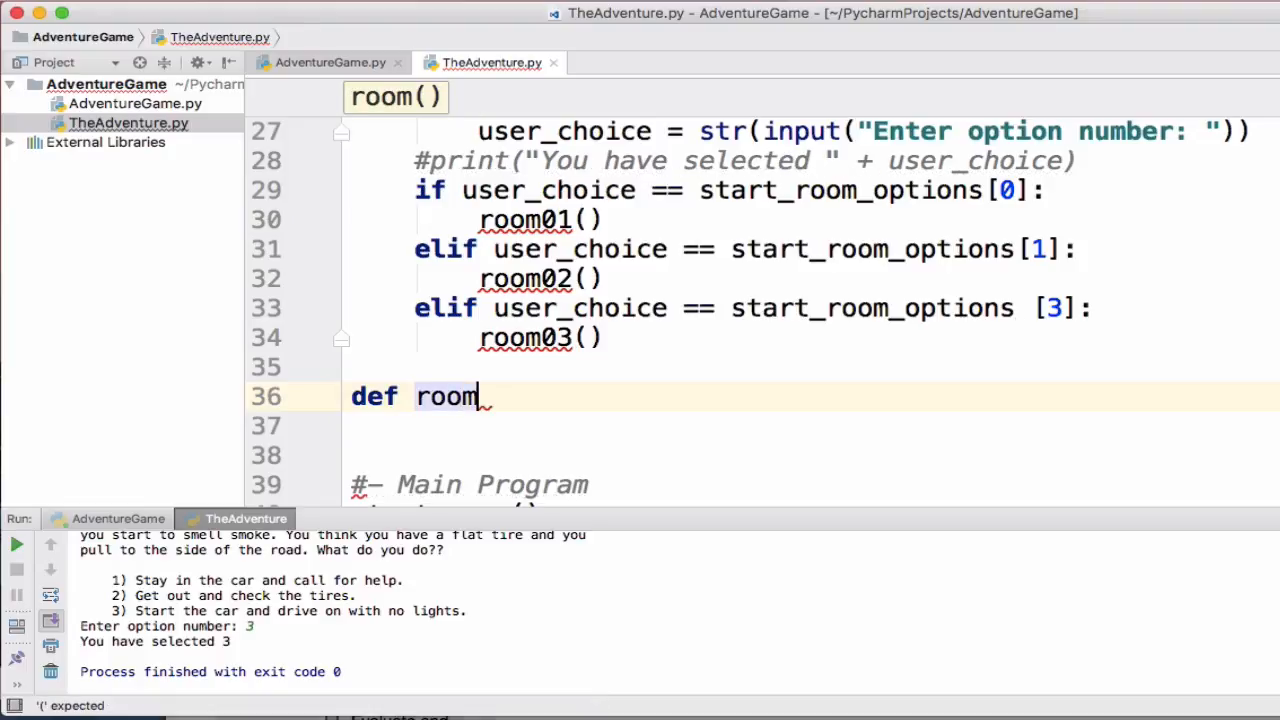 TheAdventure.py - AdventureGame - [~/PycharmProjects/AdventureGame]
AdventureGame TheAdventure.py
Project
AdventureGame.py TheAdventure.py
AdventureGame ~/Pycharm
AdventureGame.py
TheAdventure.py
External Libraries
room()
27 user_choice = str(input("Enter option number: "))
28 #print("You have selected " + user_choice)
29 if user_choice == start_room_options[0]:
30 room01()
31 elif user_choice == start_room_options[1]:
32 room02()
33 elif user_choice == start_room_options [3]:
34 room03()
35
36 def room
37
38
39 #— Main Program
Run: AdventureGame TheAdventure
you start to smell smoke. You think you have a flat tire and you
pull to the side of the road. What do you do??
1) Stay in the car and call for help.
2) Get out and check the tires.
3) Start the car and drive on with no lights.
Enter option number: 3
You have selected 3
Process finished with exit code 0
'(' expected